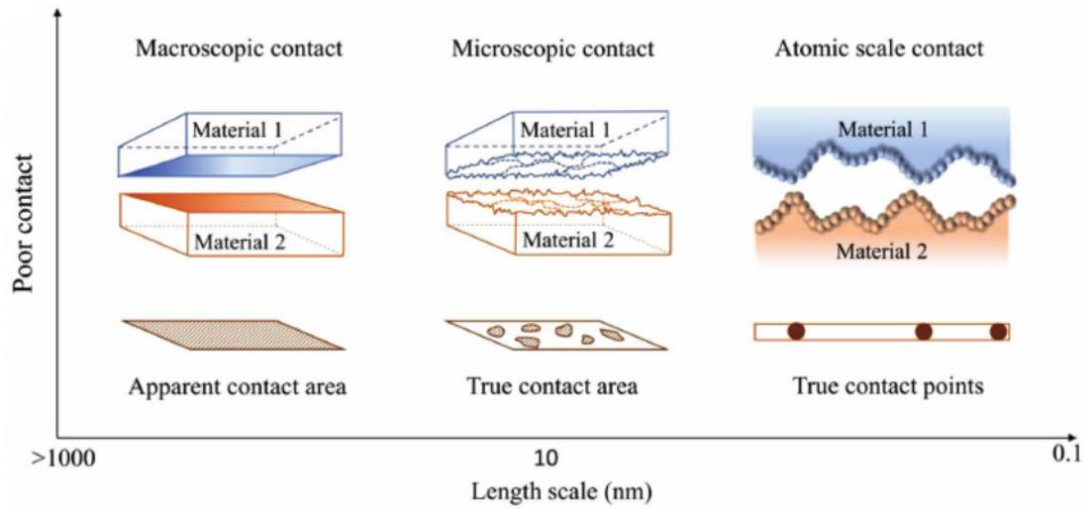 Macroscopic contact
Microscopic contact
Atomic scale contact
Material 1
Material 1
Material 1
Material 2
Material 2
Material 2
Poor contact
Apparent contact area
True contact area
True contact points
>1000
10
0.1
Length scale (nm)